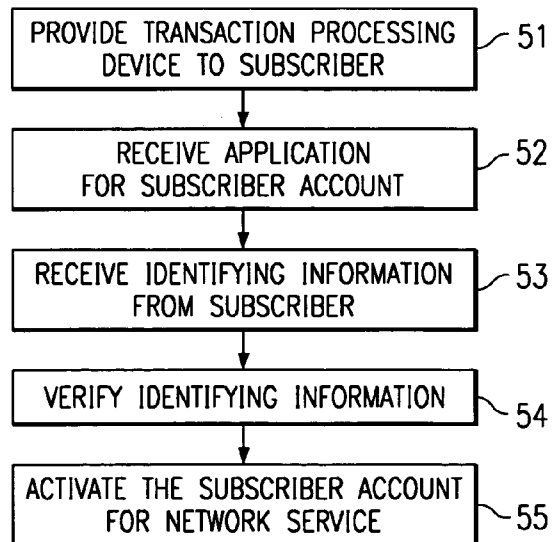 PROVIDE TRANSACTION PROCESSING
DEVICE TO SUBSCRIBER
51
RECEIVE APPLICATION
FOR SUBSCRIBER ACCOUNT
52
RECEIVE IDENTIFYING INFORMATION
FROM SUBSCRIBER
53
VERIFY IDENTIFYING INFORMATION
54
ACTIVATE THE SUBSCRIBER ACCOUNT
FOR NETWORK SERVICE
55